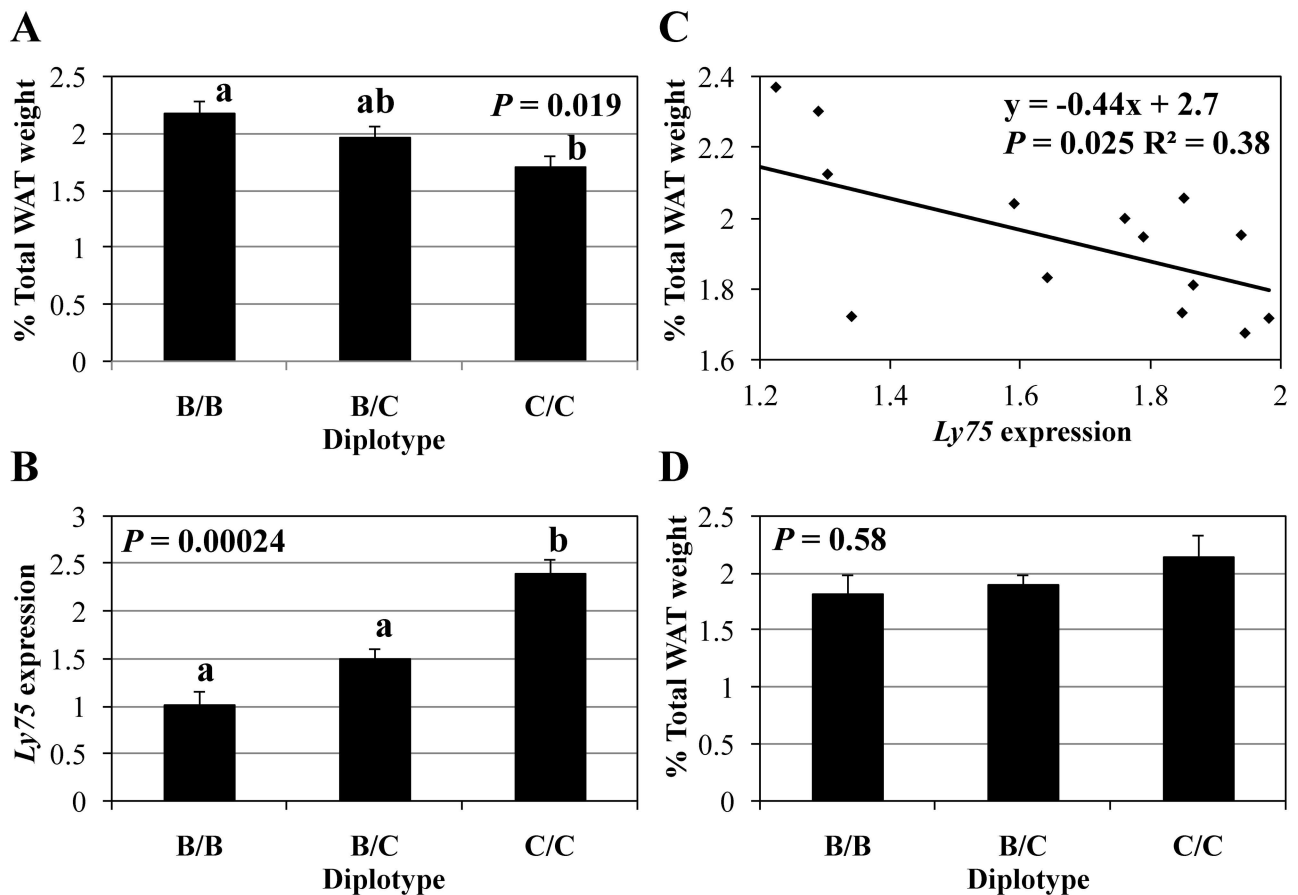 A
% Total WAT weight
2.5
2
1.5
1
0.5
0
a
ab
b
P = 0.019
B/B B/C C/C
Diplotype
B
Ly75 expression
3
2.5
2
1.5
1
0.5
0
P = 0.00024
a
a
b
B/B B/C C/C
Diplotype
C
% Total WAT weight
2.4
2.2
2
1.8
1.6
y = -0.44x + 2.7
P = 0.025 R² = 0.38
1.2 1.4 1.6 1.8 2
Ly75 expression
D
% Total WAT weight
2.5
2
1.5
1
0.5
0
P = 0.58
B/B B/C C/C
Diplotype